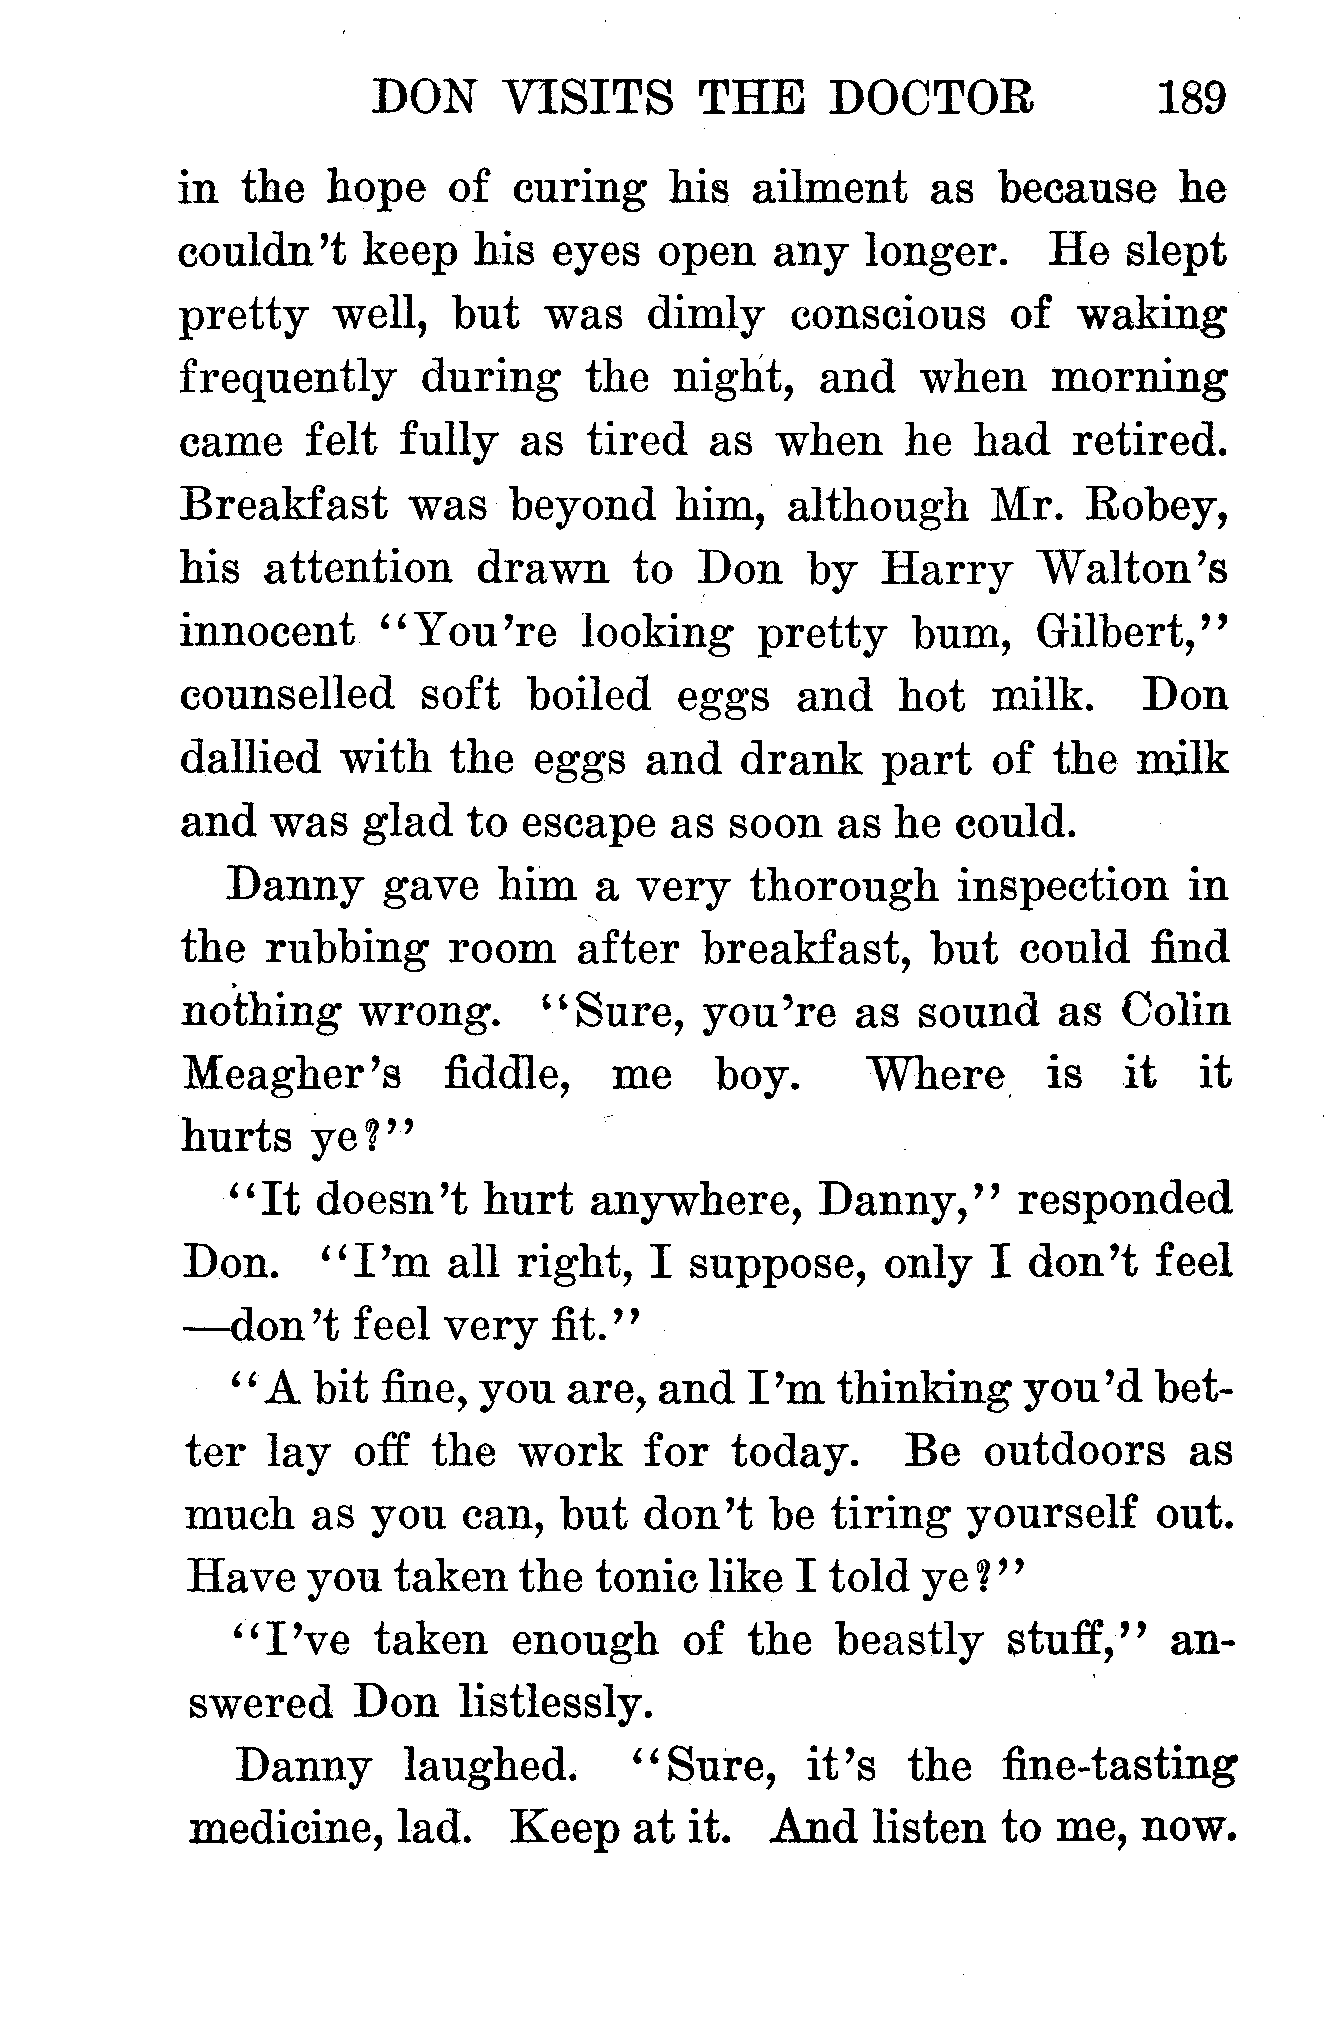 DON VISITS THE DOCTOR 189
in the hope of curing his ailment as because he
couldn't keep his eyes open any longer. He slept
pretty well, but was dimly conscious of waking
frequently during the night, and when morning
came felt fully as tired as when he had retired.
Breakfast was beyond him, although Mr. Robey,
his attention drawn to Don by Harry Walton's
innocent "You're looking pretty bum, Gilbert,"
counselled soft boiled eggs and hot milk. Don
dallied with the eggs and drank part of the milk
and was glad to escape as soon as he could.
Danny gave him a very thorough inspection in
the rubbing room after breakfast, but could find
nothing wrong. "Sure, you're as sound as Colin
Meagher's fiddle, me boy. Where is it it
hurts ye?"
"It doesn't hurt anywhere, Danny," responded
Don. "I'm all right, I suppose, only I don't feel
—don't feel very fit."
"A bit fine, you are, and I'm thinking you'd bet-
ter lay off the work for today. Be outdoors as
much as you can, but don't be tiring yourself out.
Have you taken the tonic like I told ye?"
"I've taken enough of the beastly stuff," an-
swered Don listlessly.
Danny laughed. "Sure, it's the fine-tasting
medicine, lad. Keep at it. And listen to me, now.